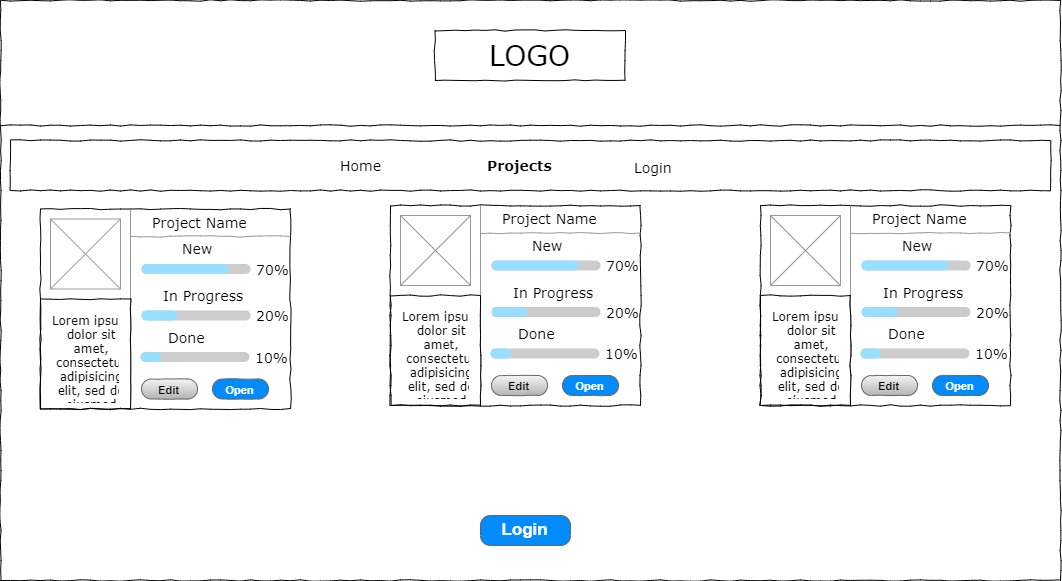 LOGO
Home
Projects
Login
Project Name
New
70%
In Progress
20%
Done
10%
Lorem ipsu
dolor sit
amet,
consectetu
adipisicing
elit, sed d
Edit
Open
Project Name
New
70%
In Progress
20%
Done
10%
Lorem ipsu
dolor sit
amet,
consectetu
adipisicing
elit, sed d
Edit
Open
Project Name
New
70%
In Progress
20%
Done
10%
Lorem ipsu
dolor sit
amet,
consectetu
adipisicing
elit, sed d
Edit
Open
Login